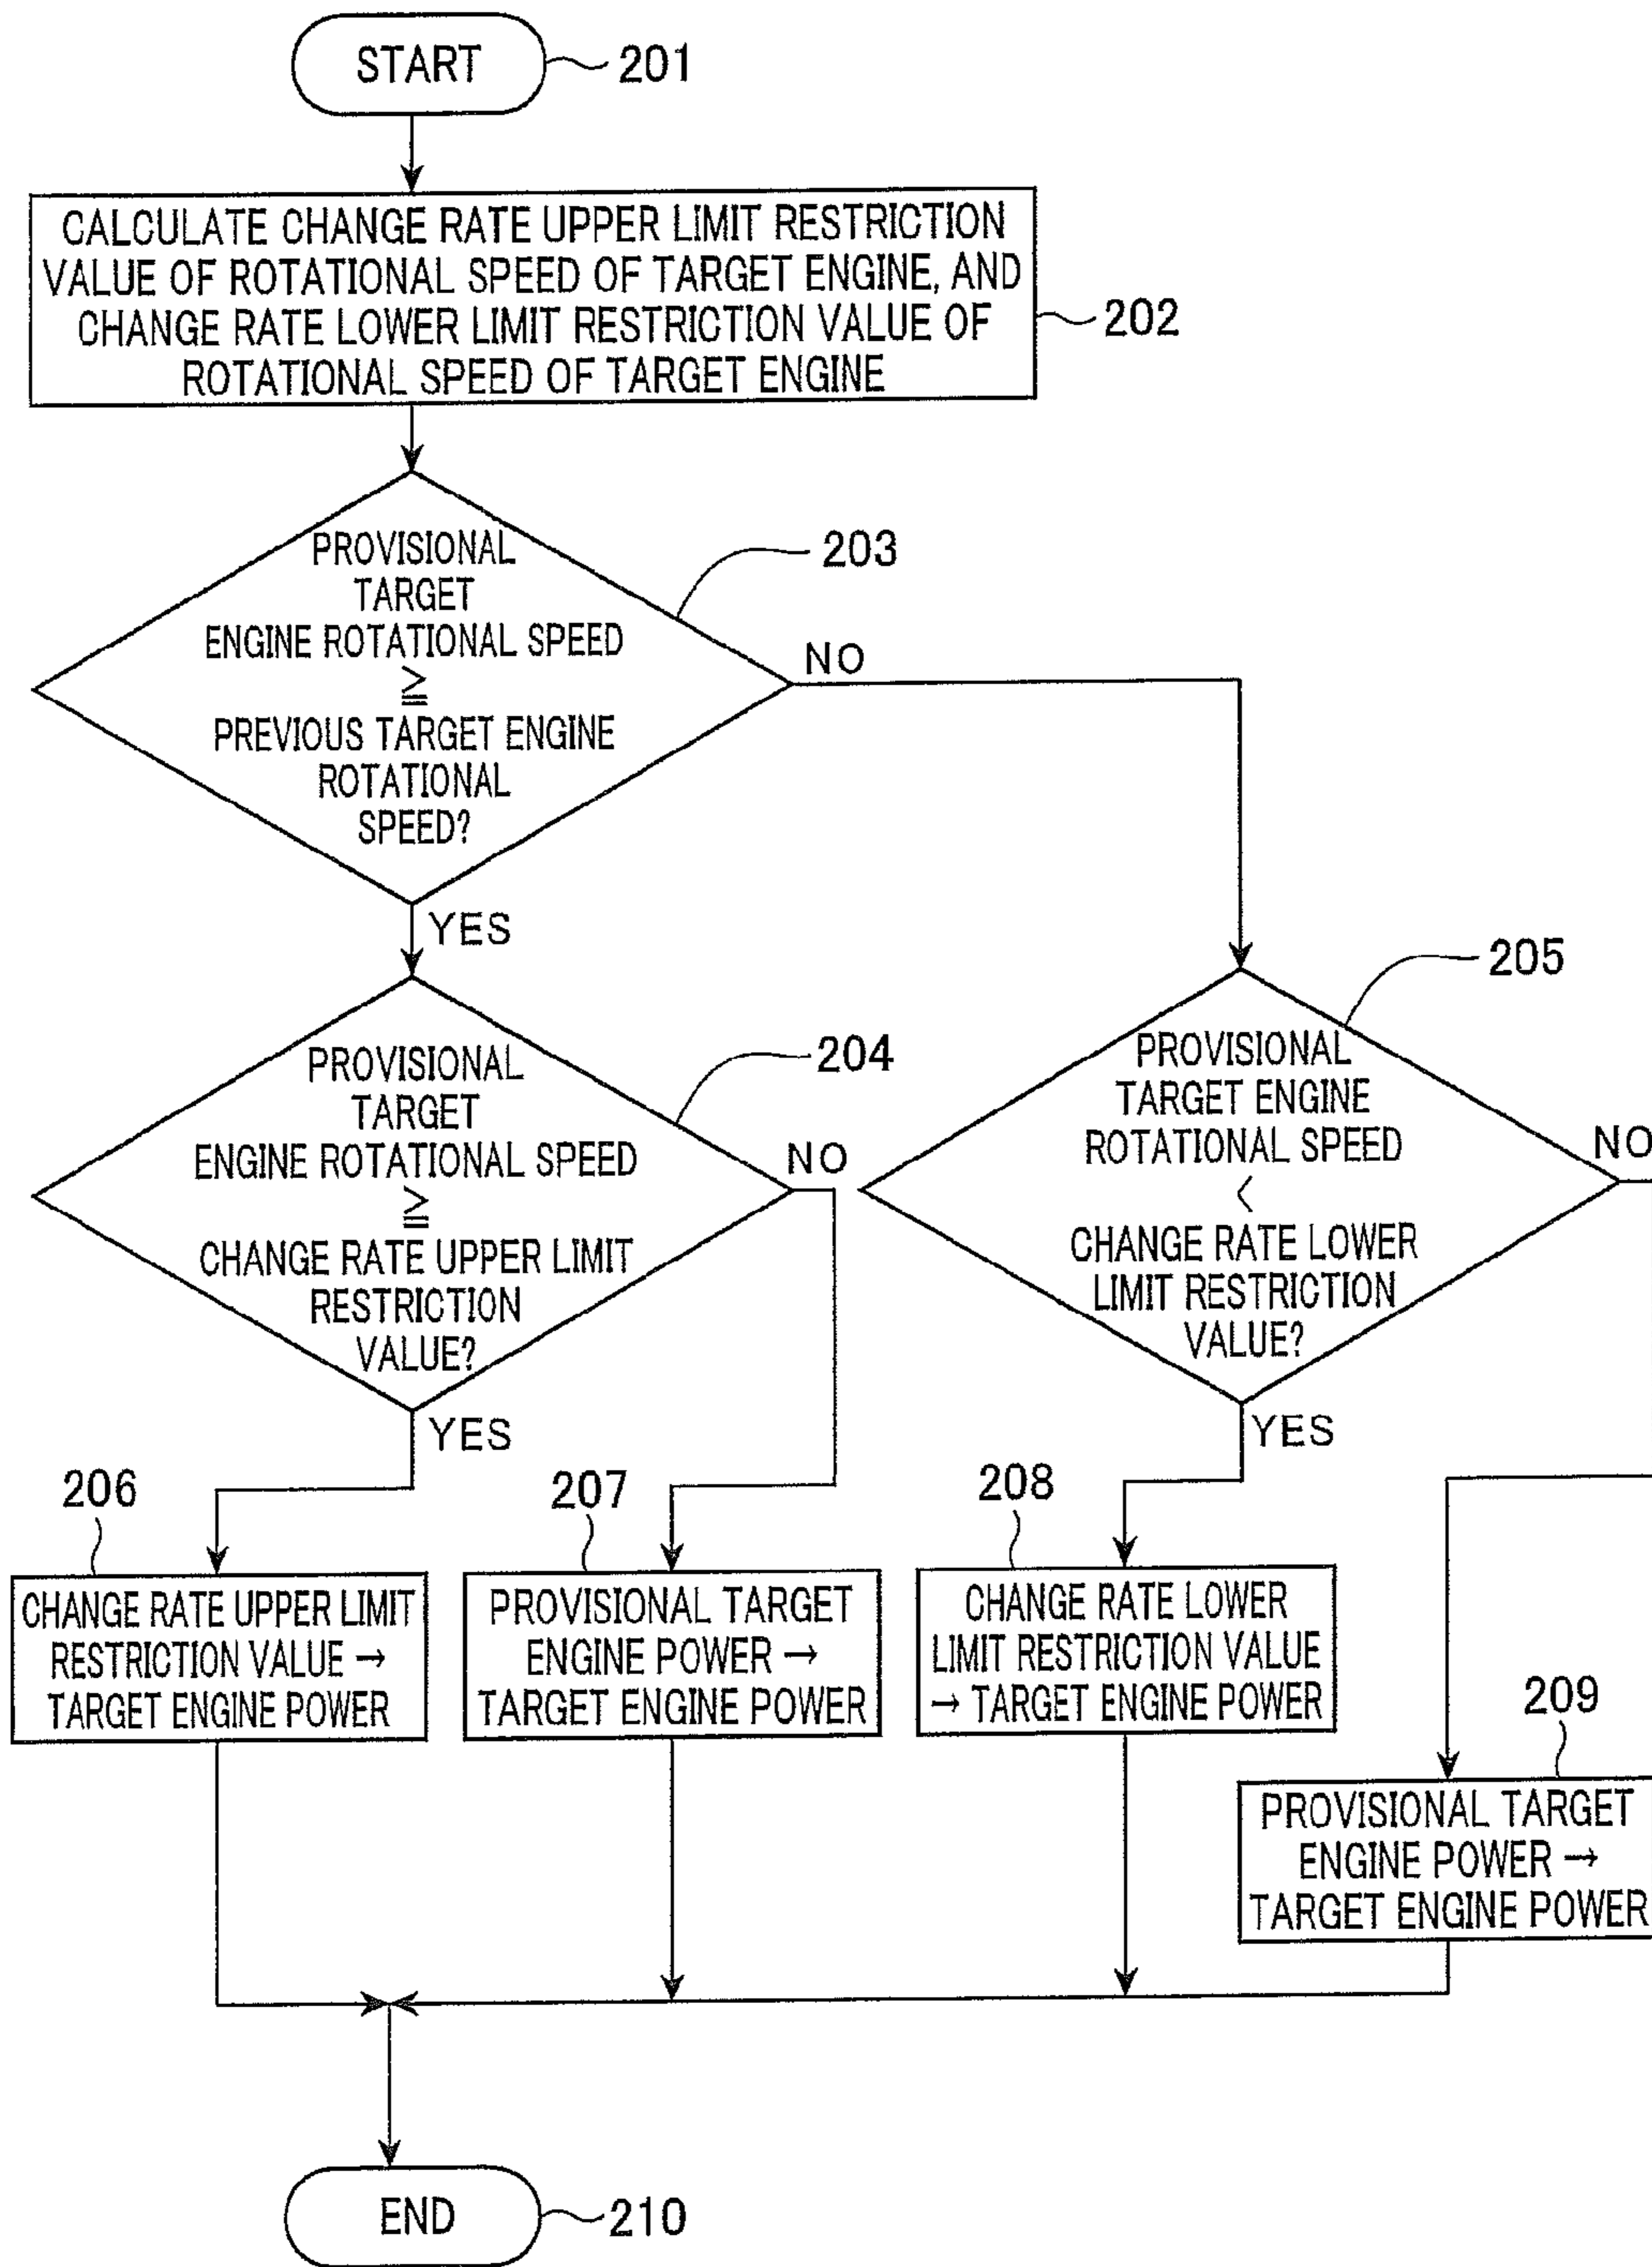 START
201
CALCULATE CHANGE RATE UPPER LIMIT RESTRICTION
VALUE OF ROTATIONAL SPEED OF TARGET ENGINE, AND
CHANGE RATE LOWER LIMIT RESTRICTION VALUE OF
ROTATIONAL SPEED OF TARGET ENGINE
202
PROVISIONAL
TARGET
ENGINE ROTATIONAL SPEED
≧
PREVIOUS TARGET ENGINE
ROTATIONAL
SPEED?
203
NO
YES
PROVISIONAL
TARGET
ENGINE ROTATIONAL SPEED
≧
CHANGE RATE UPPER LIMIT
RESTRICTION
VALUE?
204
NO
YES
PROVISIONAL
TARGET ENGINE
ROTATIONAL SPEED
<
CHANGE RATE LOWER
LIMIT RESTRICTION
VALUE?
205
NO
YES
206
CHANGE RATE UPPER LIMIT
RESTRICTION VALUE →
TARGET ENGINE POWER
207
PROVISIONAL TARGET
ENGINE POWER →
TARGET ENGINE POWER
208
CHANGE RATE LOWER
LIMIT RESTRICTION VALUE
→ TARGET ENGINE POWER
209
PROVISIONAL TARGET
ENGINE POWER →
TARGET ENGINE POWER
END
210